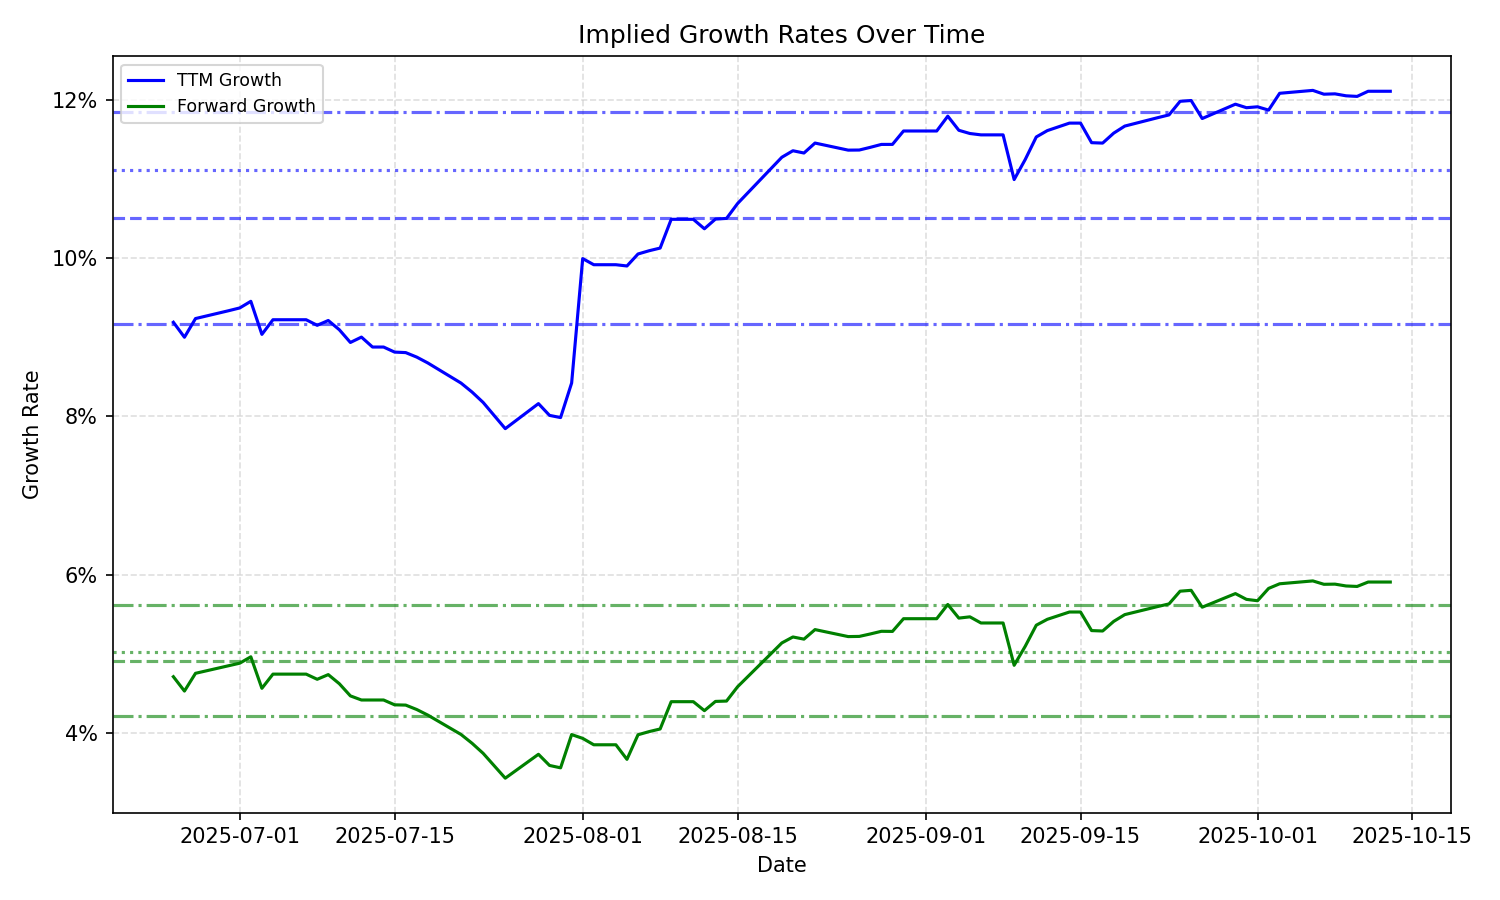 Implied Growth Rates Over Time
TTM Growth
Forward Growth
12%
10%
8%
6%
4%
Growth Rate
2025-07-01 2025-07-15 2025-08-01 2025-08-15 2025-09-01 2025-09-15 2025-10-01 2025-10-15
Date